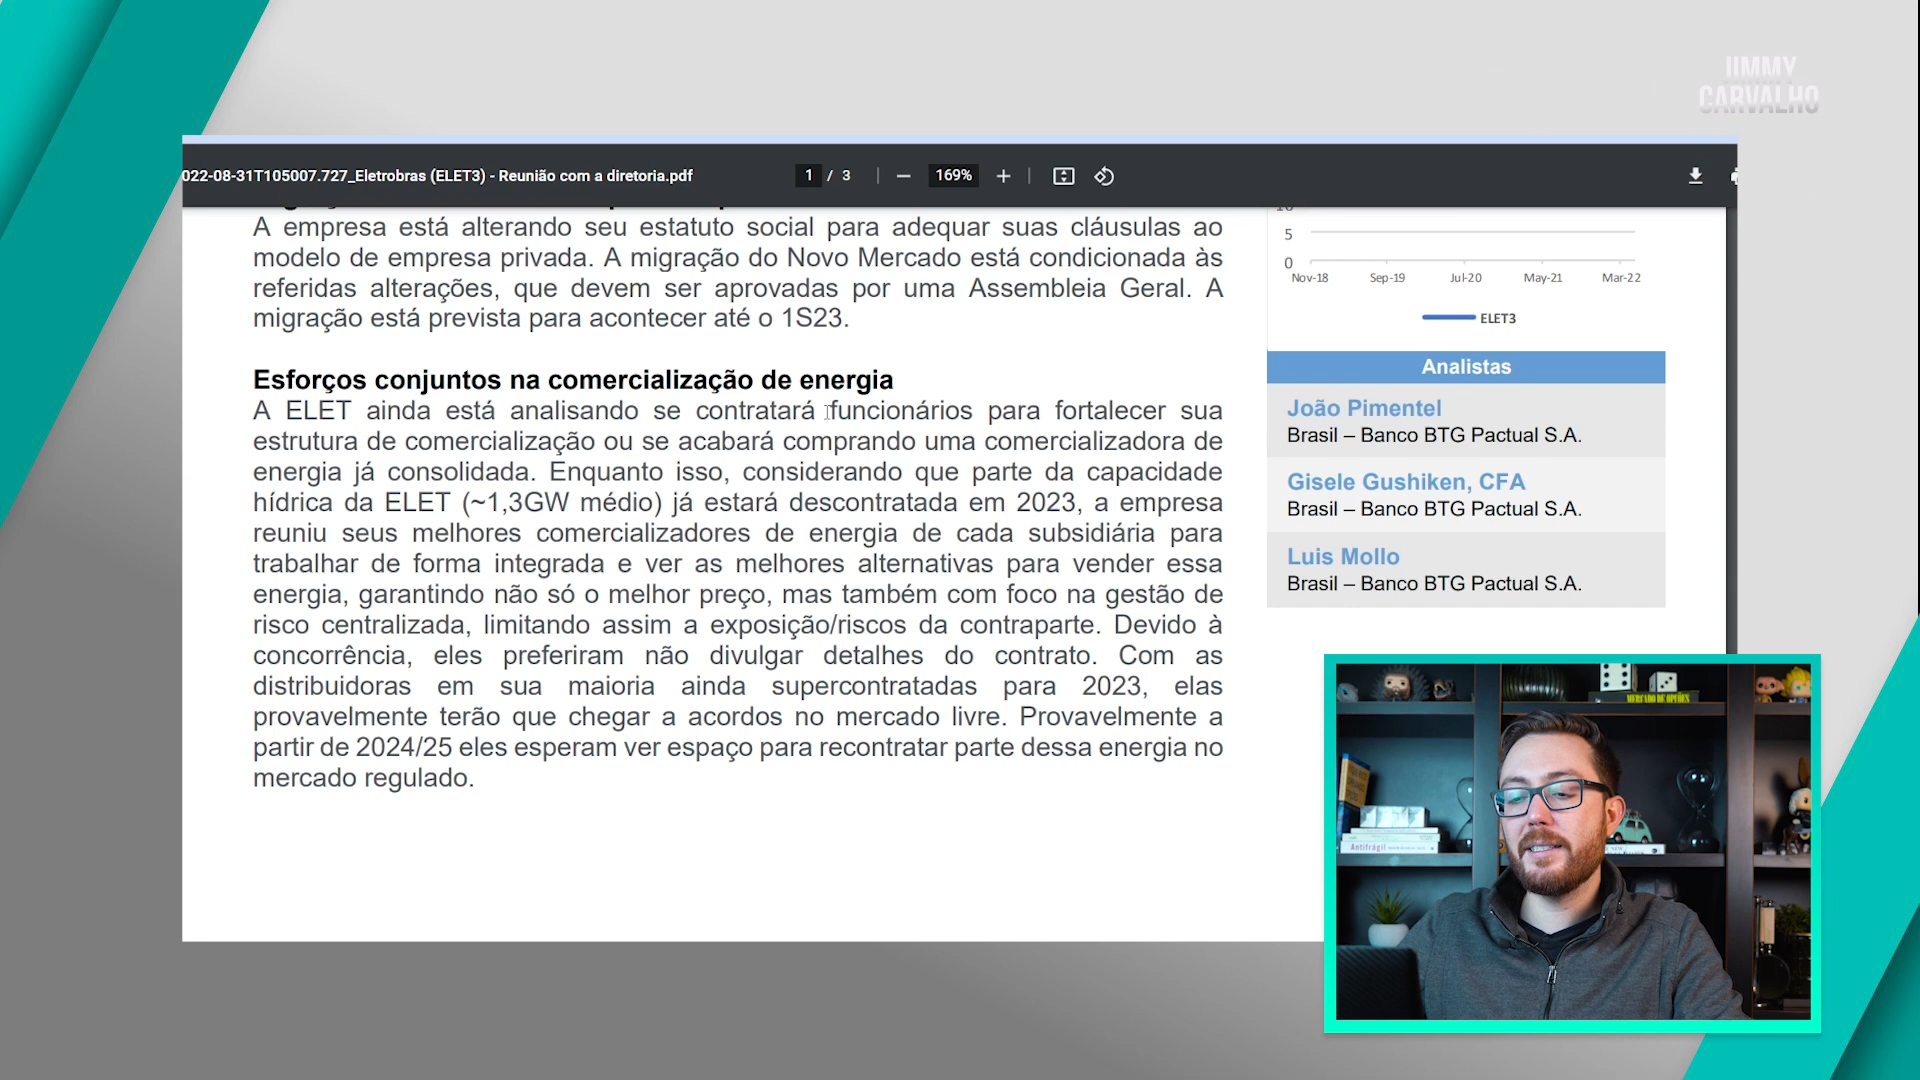 JIMMY
CARVALHO
022-08-31T105007.727_Eletrobras (ELET3) - Reunião com a diretoria.pdf
1 / 3
169%
A empresa está alterando seu estatuto social para adequar suas cláusulas ao
modelo de empresa privada. A migração do Novo Mercado está condicionada às
referidas alterações, que devem ser aprovadas por uma Assembleia Geral. A
migração está prevista para acontecer até o 1S23.
Esforços conjuntos na comercialização de energia
A ELET ainda está analisando se contratará funcionários para fortalecer sua
estrutura de comercialização ou se acabará comprando uma comercializadora de
energia já consolidada. Enquanto isso, considerando que parte da capacidade
hídrica da ELET (~1,3GW médio) já estará descontratada em 2023, a empresa
reuniu seus melhores comercializadores de energia de cada subsidiária para
trabalhar de forma integrada e ver as melhores alternativas para vender essa
energia, garantindo não só o melhor preço, mas também com foco na gestão de
risco centralizada, limitando assim a exposição/riscos da contraparte. Devido à
concorrência, eles preferiram não divulgar detalhes do contrato. Com as
distribuidoras em sua maioria ainda supercontratadas para 2023, elas
provavelmente terão que chegar a acordos no mercado livre. Provavelmente a
partir de 2024/25 eles esperam ver espaço para recontratar parte dessa energia no
mercado regulado.
10
5
0
Nov-18 Sep-19 Jul-20 May-21 Mar-22
ELET3
Analistas
João Pimentel
Brasil – Banco BTG Pactual S.A.
Gisele Gushiken, CFA
Brasil – Banco BTG Pactual S.A.
Luis Mollo
Brasil – Banco BTG Pactual S.A.
MERCADO DE OPÇÕES
Antifrágil